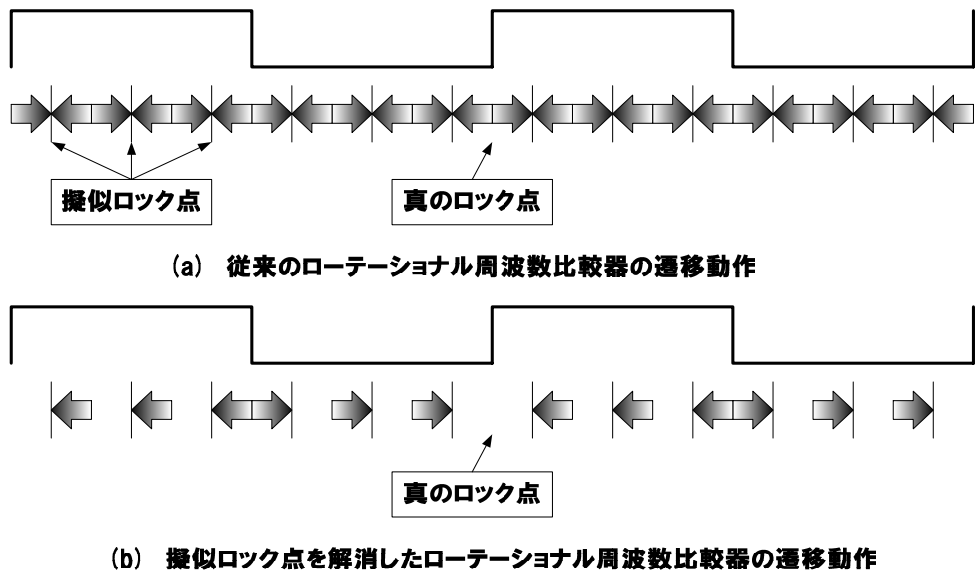 擬似ロック点
真のロック点
(a) 従来のローテーショナル周波数比較器の遷移動作
真のロック点
(b) 擬似ロック点を解消したローテーショナル周波数比較器の遷移動作